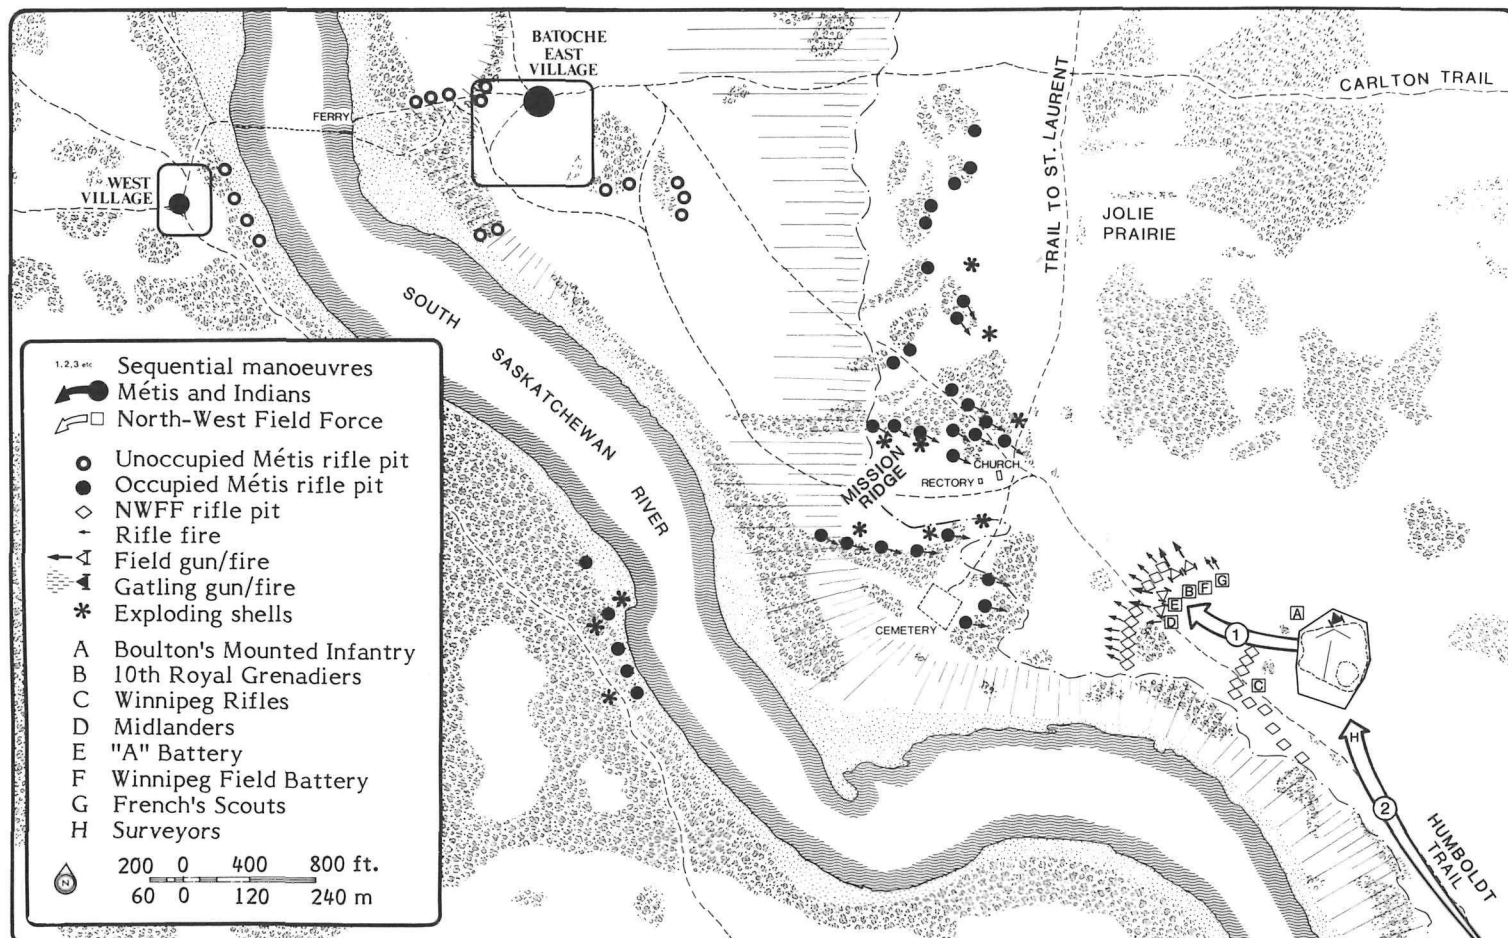 BATOCHE
EAST
VILLAGE
CARLTON TRAIL
FERRY
WEST
VILLAGE
TRAIL TO ST. LAURENT
JOLIE
PRAIRIE
SOUTH
SASKATCHEWAN
RIVER
MISSION
RIDGE
CHURCH
RECTORY
CEMETERY
A
B
F
G
E
D
C
1
H
2
HUMBOLDT
TRAIL
1,2,3 etc Sequential manoeuvres
Métis and Indians
North-West Field Force
Unoccupied Métis rifle pit
Occupied Métis rifle pit
NWFF rifle pit
Rifle fire
Field gun/fire
Gatling gun/fire
Exploding shells
A Boulton's Mounted Infantry
B 10th Royal Grenadiers
C Winnipeg Rifles
D Midlanders
E "A" Battery
F Winnipeg Field Battery
G French's Scouts
H Surveyors
N
200 0 400 800 ft.
60 0 120 240 m